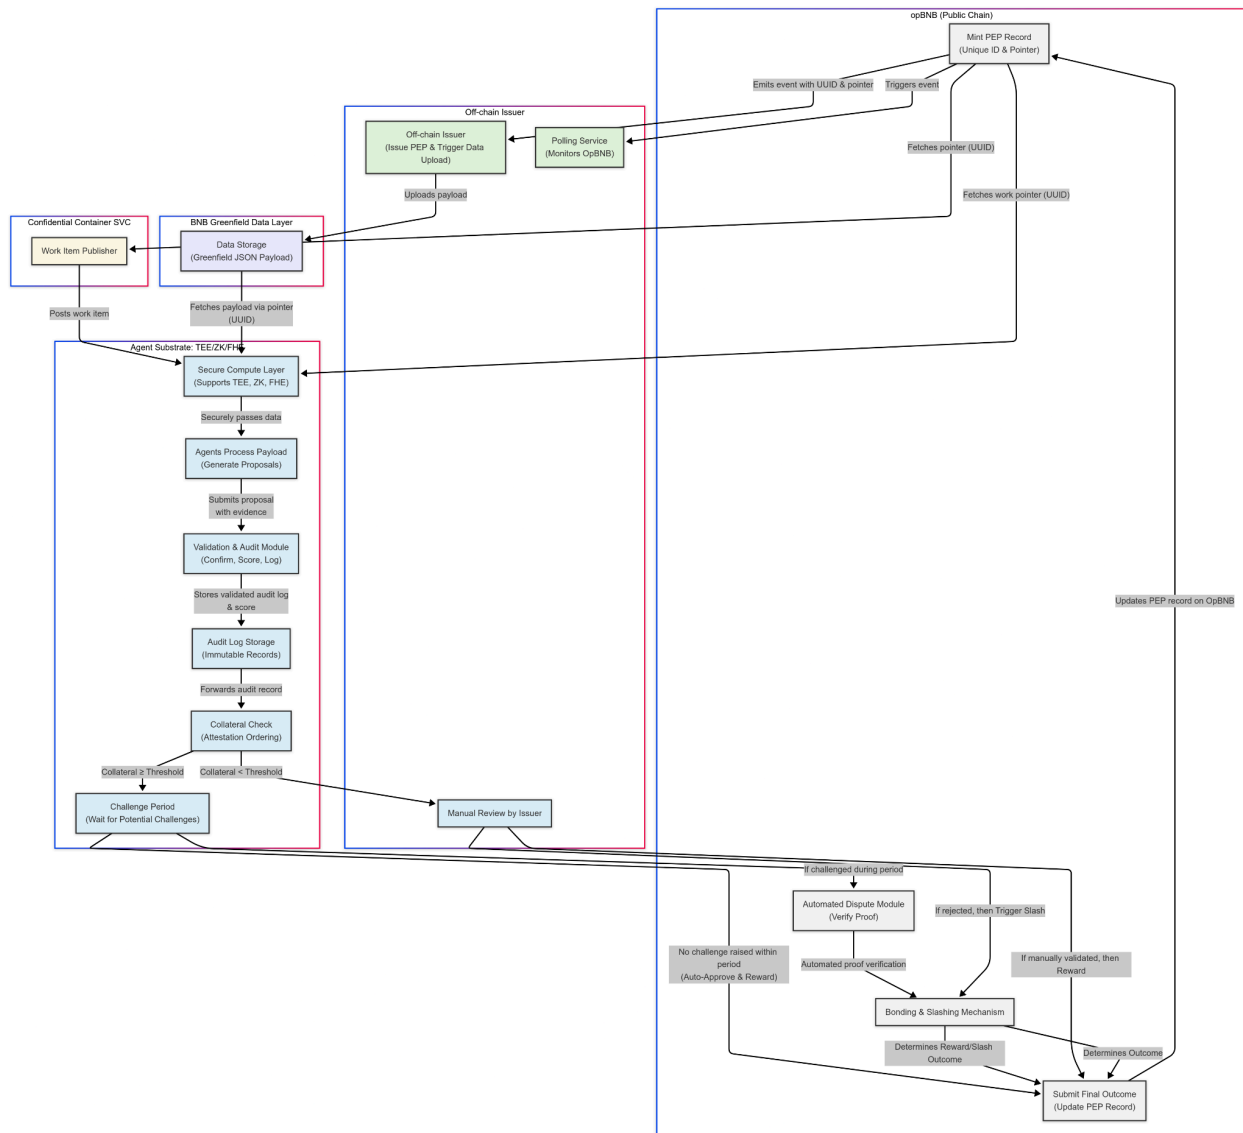 opBNB (Public Chain)
Mint PEP Record
(Unique ID & Pointer)
Emits event with UUID & pointer
Triggers event
Off-chain Issuer
Off-chain Issuer
(Issue PEP & Trigger Data
Upload)
Polling Service
(Monitors OpBNB)
Fetches pointer (UUID)
Uploads payload
Fetches work pointer (UUID)
Confidential Container SVC
BNB Greenfield Data Layer
Work Item Publisher
Data Storage
(Greenfield JSON Payload)
Posts work item
Fetches payload via pointer
(UUID)
Agent Substrate: TEE/ZK/FHE
Secure Compute Layer
(Supports TEE, ZK, FHE)
Securely passes data
Agents Process Payload
(Generate Proposals)
Submits proposal
with evidence
Validation & Audit Module
(Confirm, Score, Log)
Stores validated audit log
& score
Updates PEP record on OpBNB
Audit Log Storage
(Immutable Records)
Forwards audit record
Collateral Check
(Attestation Ordering)
Collateral ≥ Threshold
Collateral < Threshold
Challenge Period
(Wait for Potential Challenges)
Manual Review by Issuer
If challenged during period
Automated Dispute Module
(Verify Proof)
If rejected, then Trigger Slash
No challenge raised within
period
(Auto-Approve & Reward)
Automated proof verification
If manually validated, then
Reward
Bonding & Slashing Mechanism
Determines Reward/Slash
Outcome
Determines Outcome
Submit Final Outcome
(Update PEP Record)